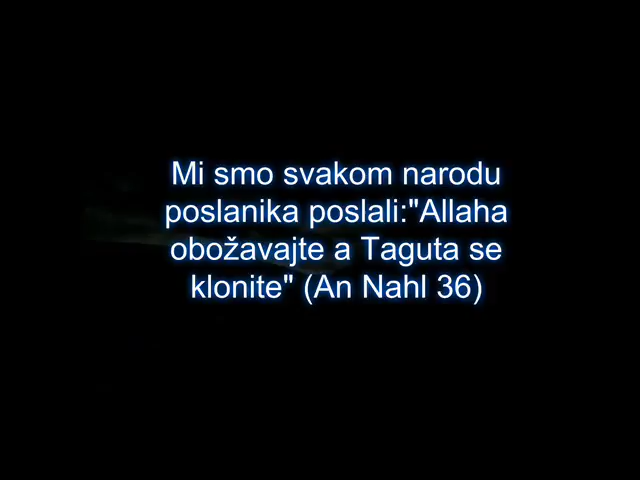 Mi smo svakom narodu
poslanika poslali:"Allaha
obožavajte a Taguta se
klonite" (An Nahl 36)